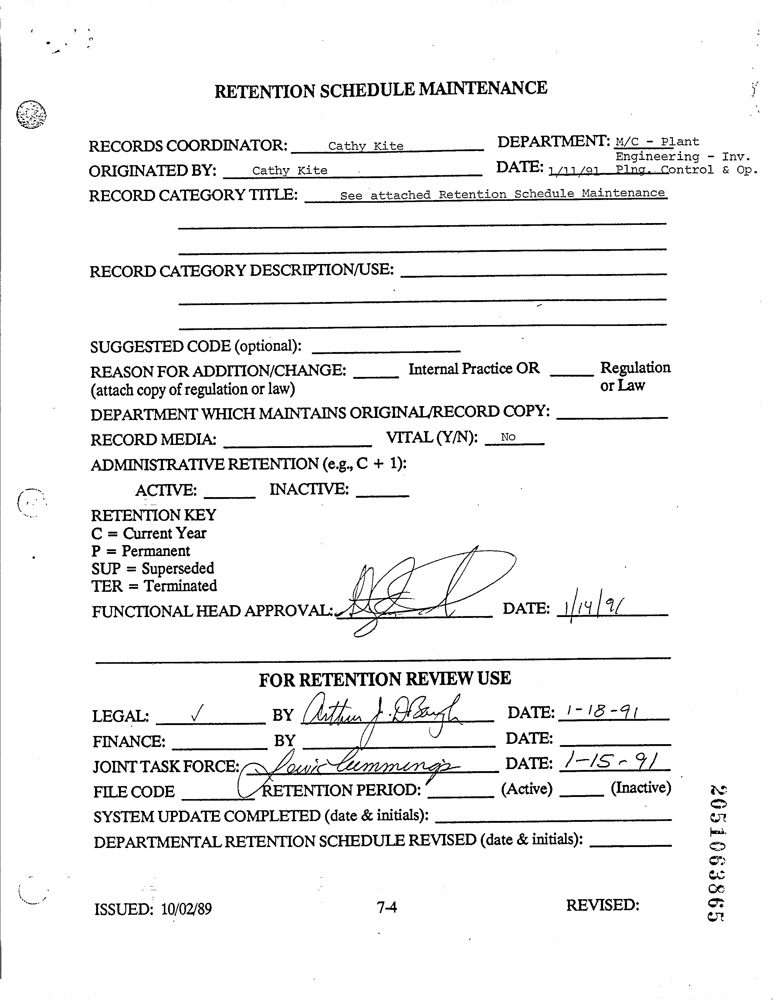 RETENTION SCHEDULE MAINTENANCE
RECORDS COORDINATOR: Cathy Kite DEPARTMENT: M/C - Plant
Engineering - Inv.
ORIGINATED BY: Cathy Kite DATE: 1/11/91 Plng. Control & Op.
RECORD CATEGORY TITLE: See attached Retention Schedule Maintenance
RECORD CATEGORY DESCRIPTION/USE:
SUGGESTED CODE (optional):
REASON FOR ADDITION/CHANGE: Internal Practice OR Regulation
(attach copy of regulation or law) or Law
DEPARTMENT WHICH MAINTAINS ORIGINAL/RECORD COPY:
RECORD MEDIA: VITAL (Y/N): No
ADMINISTRATIVE RETENTION (e.g., C + 1):
ACTIVE: INACTIVE:
RETENTION KEY
C = Current Year
P = Permanent
SUP = Superseded
TER = Terminated
FUNCTIONAL HEAD APPROVAL: DATE: 1/14/91
FOR RETENTION REVIEW USE
LEGAL: ✓ BY Arthur J. DATE: 1-18-91
FINANCE: BY DATE:
JOINT TASK FORCE: Lewis Cummings DATE: 1-15-91
FILE CODE RETENTION PERIOD: (Active) (Inactive)
SYSTEM UPDATE COMPLETED (date & initials):
DEPARTMENTAL RETENTION SCHEDULE REVISED (date & initials):
ISSUED: 10/02/89 7-4 REVISED:
2051063865